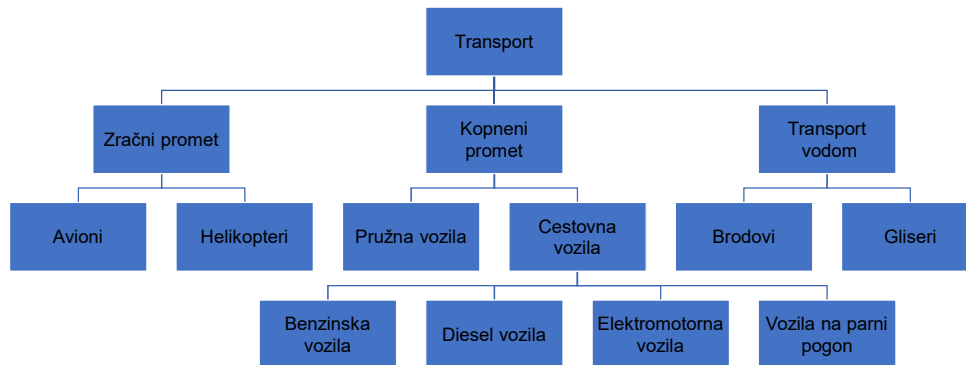 Transport
Zračni promet
Kopneni
promet
Transport
vodom
Avioni
Helikopteri
Pružna vozila
Cestovna
vozila
Brodovi
Gliseri
Benzinska
vozila
Diesel vozila
Elektromotorna
vozila
Vozila na parni
pogon